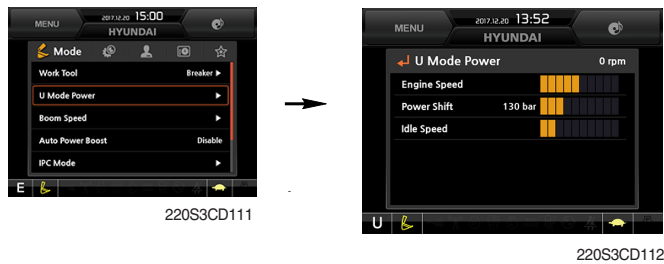 MENU 2017.12.20 15:00
HYUNDAI
Mode
Work Tool Breaker ▶
U Mode Power ▶
Boom Speed ▶
Auto Power Boost Disable
IPC Mode ▶
E
220S3CD111
MENU 2017.12.20 13:52
HYUNDAI
U Mode Power 0 rpm
Engine Speed
Power Shift 130 bar
Idle Speed
U
220S3CD112